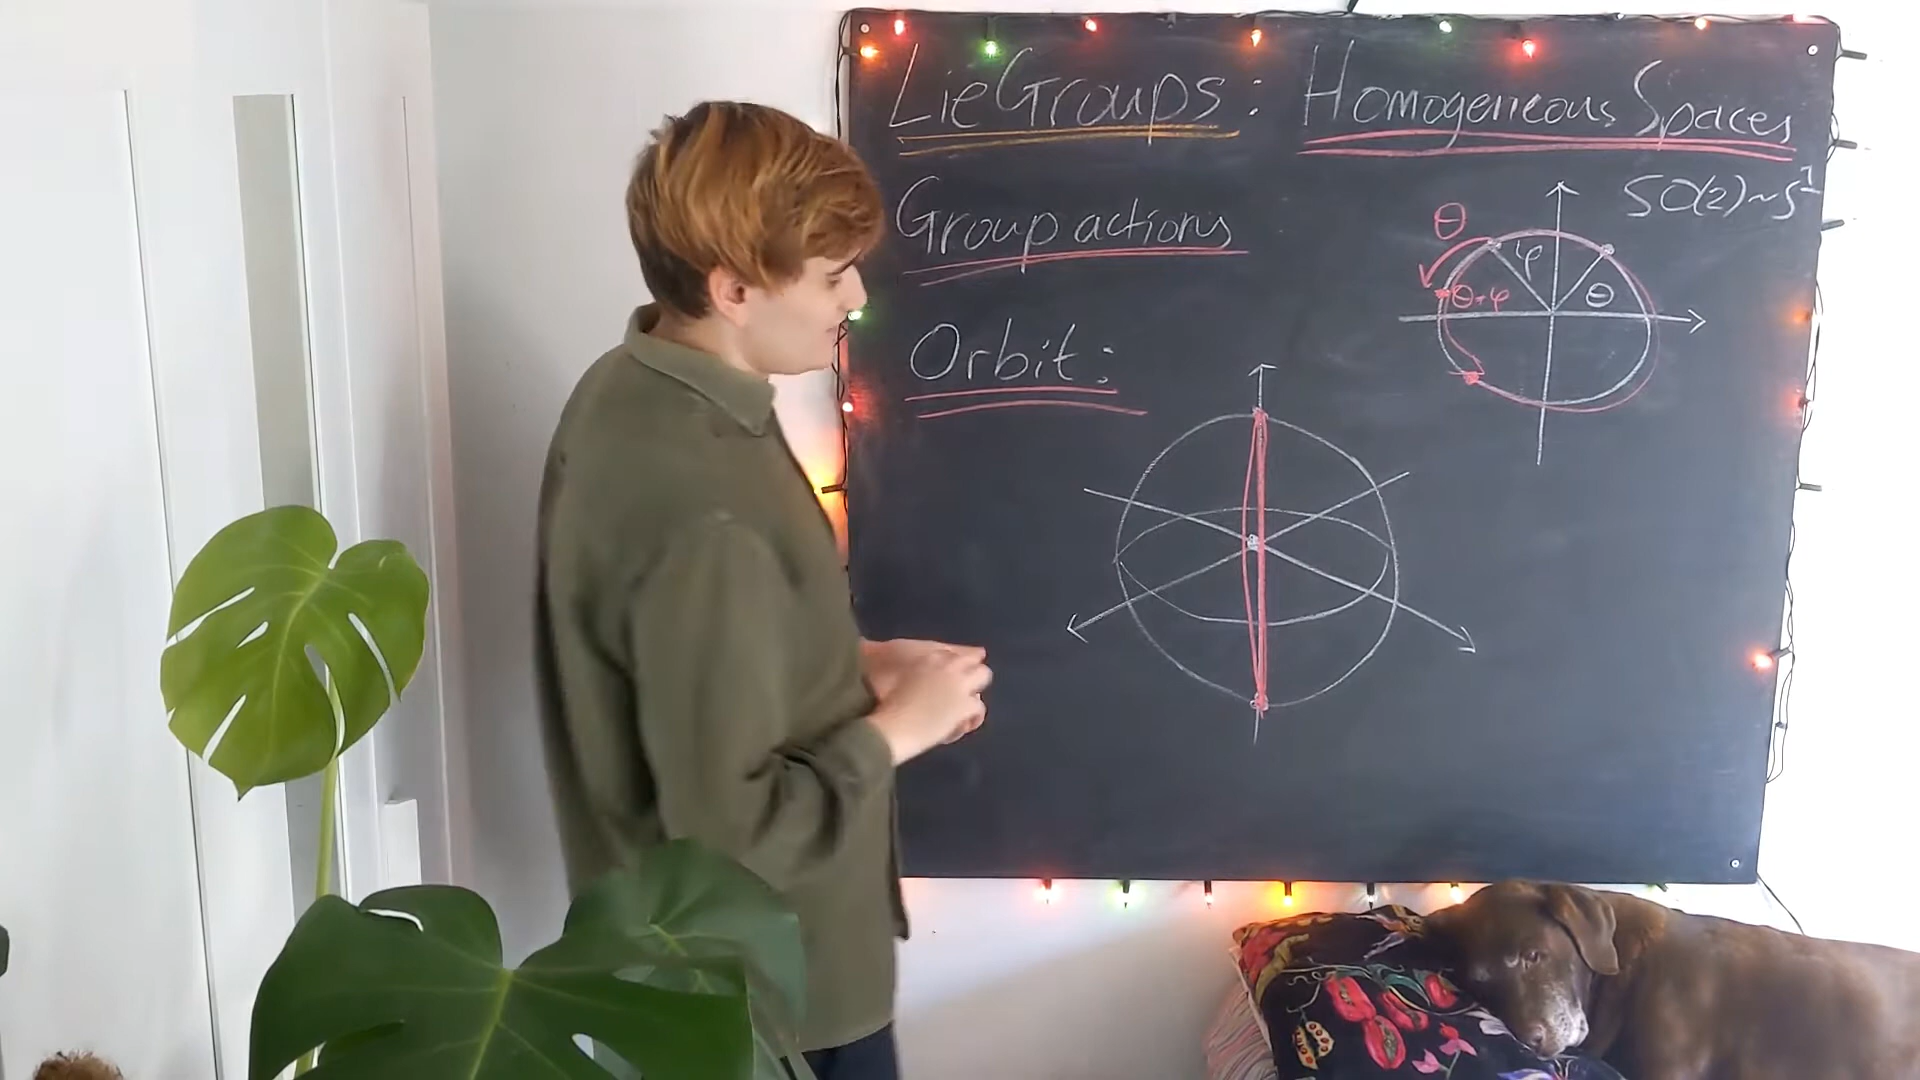 Lie Groups: Homogeneous Spaces
SO(2)~S¹
Group actions
θ
φ
θ
θ+φ
Orbit: